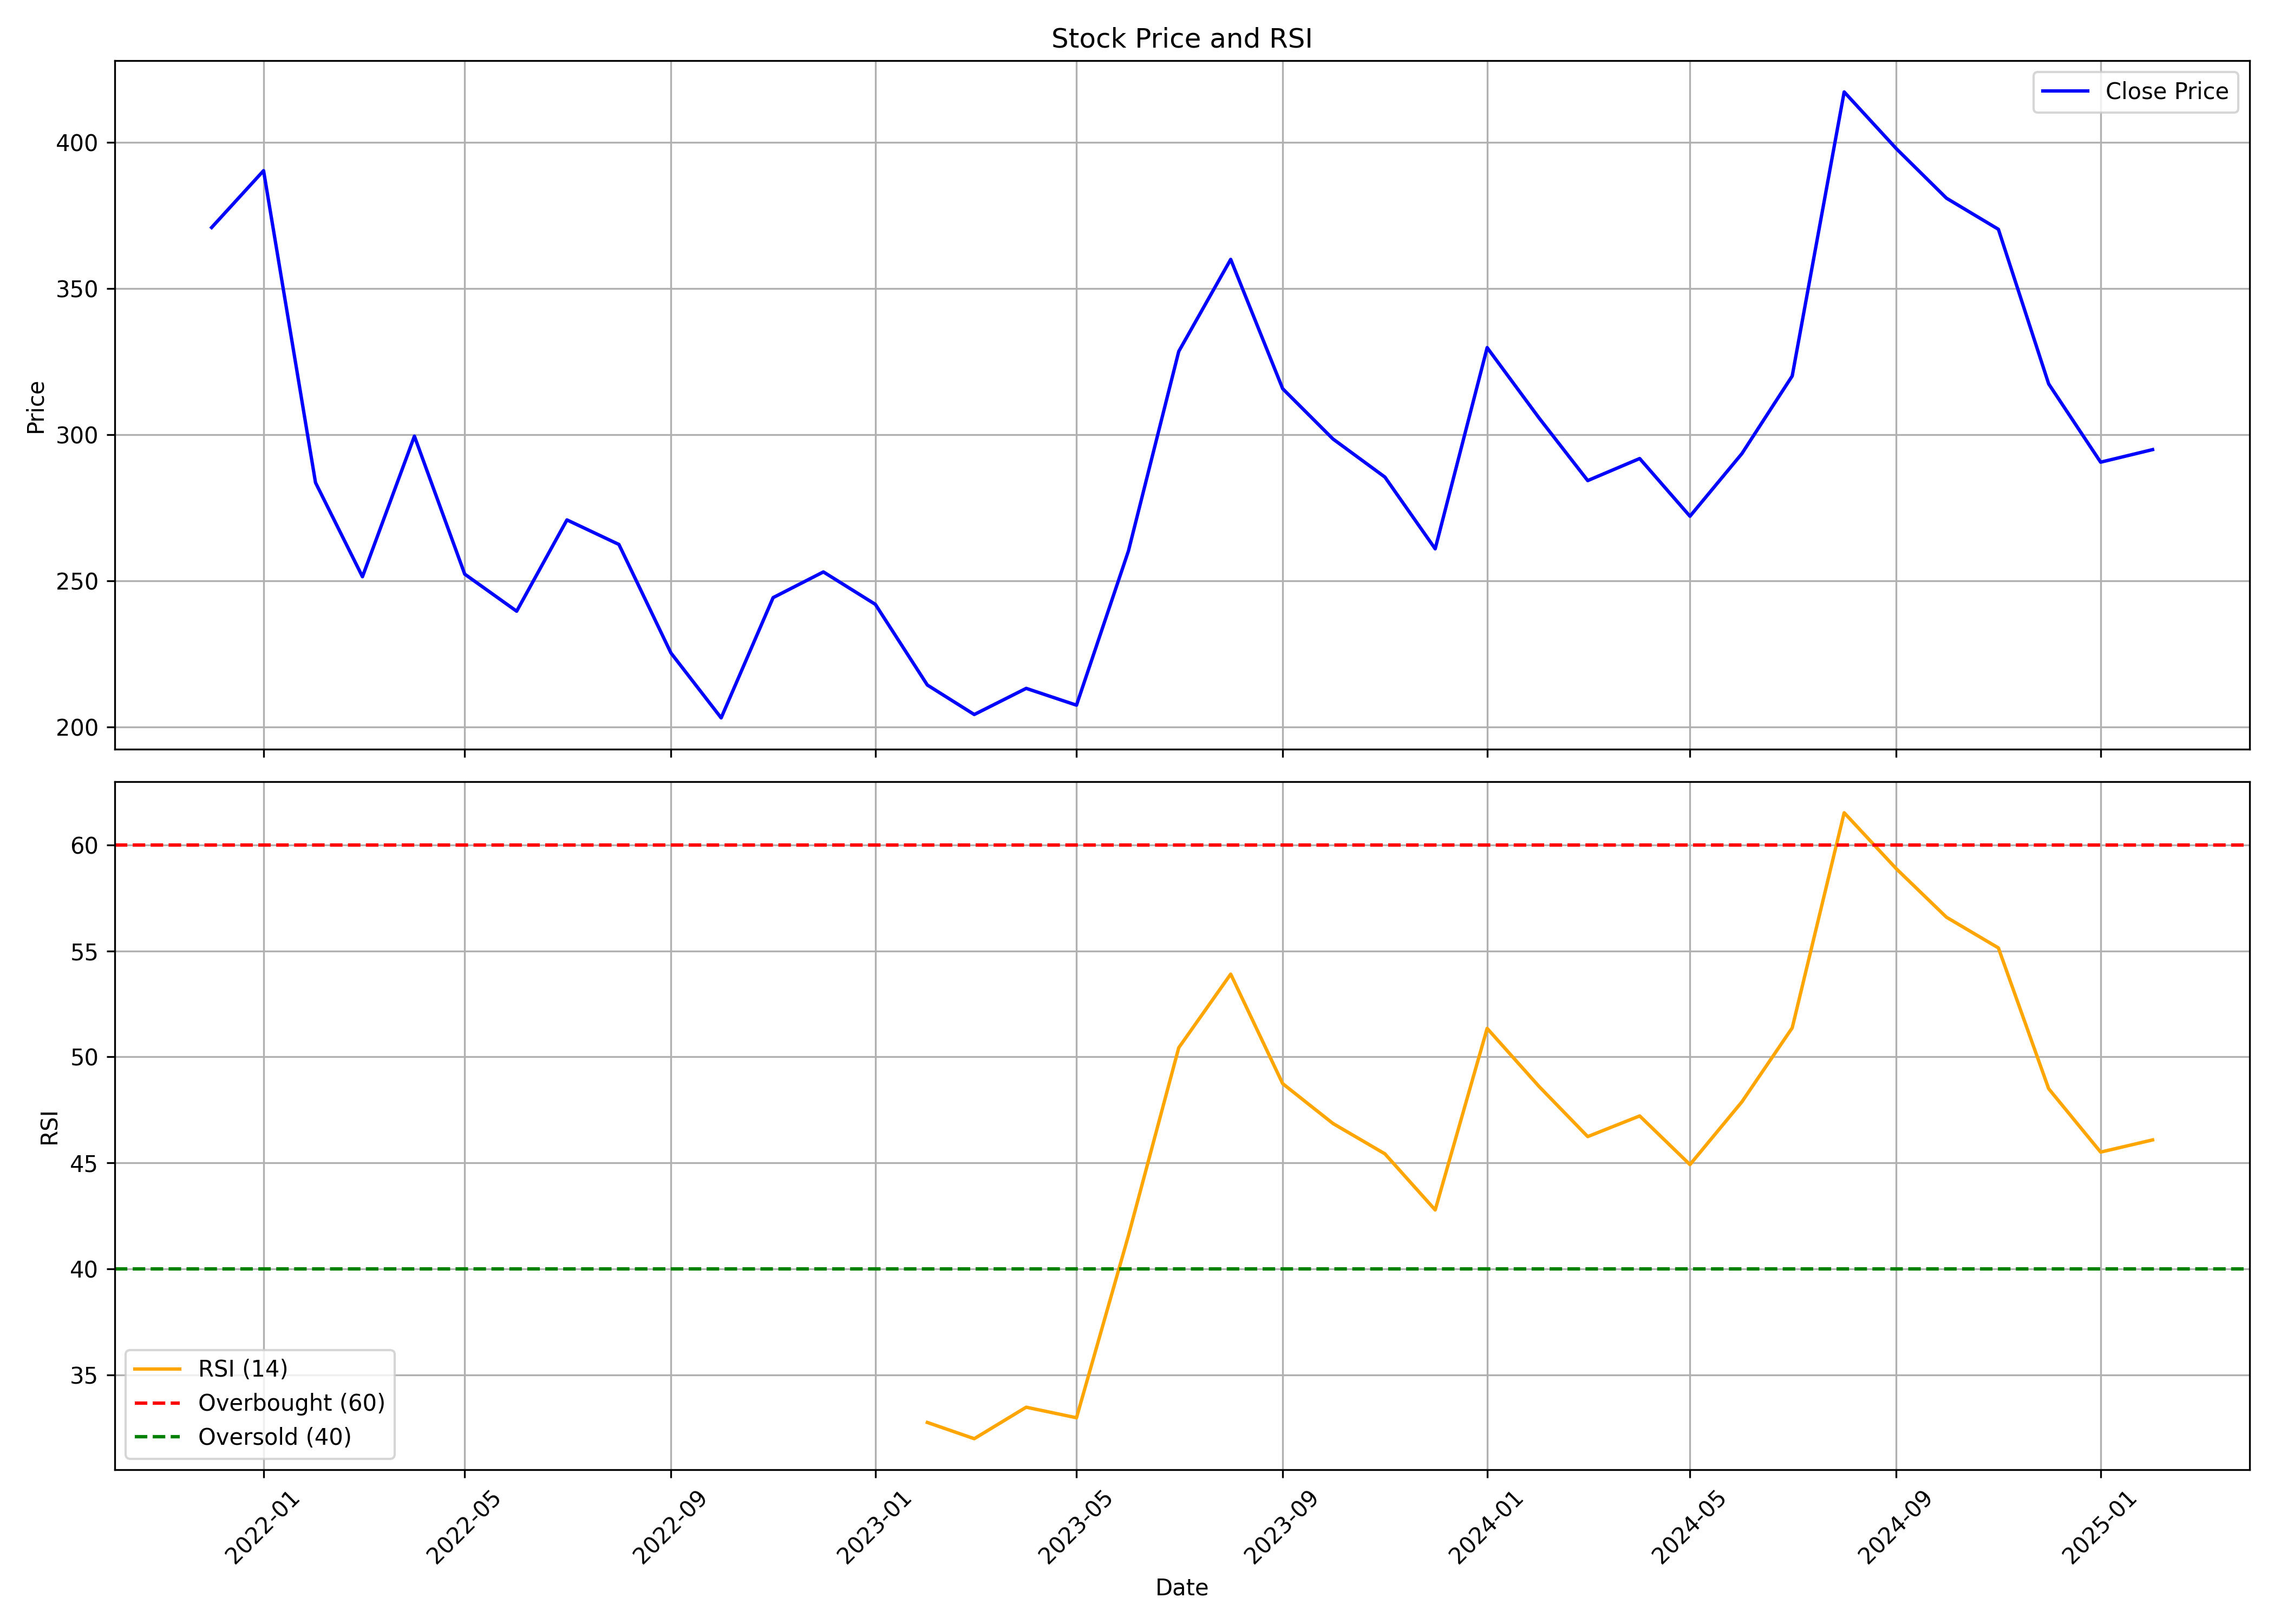 Stock Price and RSI
Close Price
Price
400
350
300
250
200
RSI
60
55
50
45
40
35
RSI (14)
Overbought (60)
Oversold (40)
2022-01
2022-05
2022-09
2023-01
2023-05
2023-09
2024-01
2024-05
2024-09
2025-01
Date